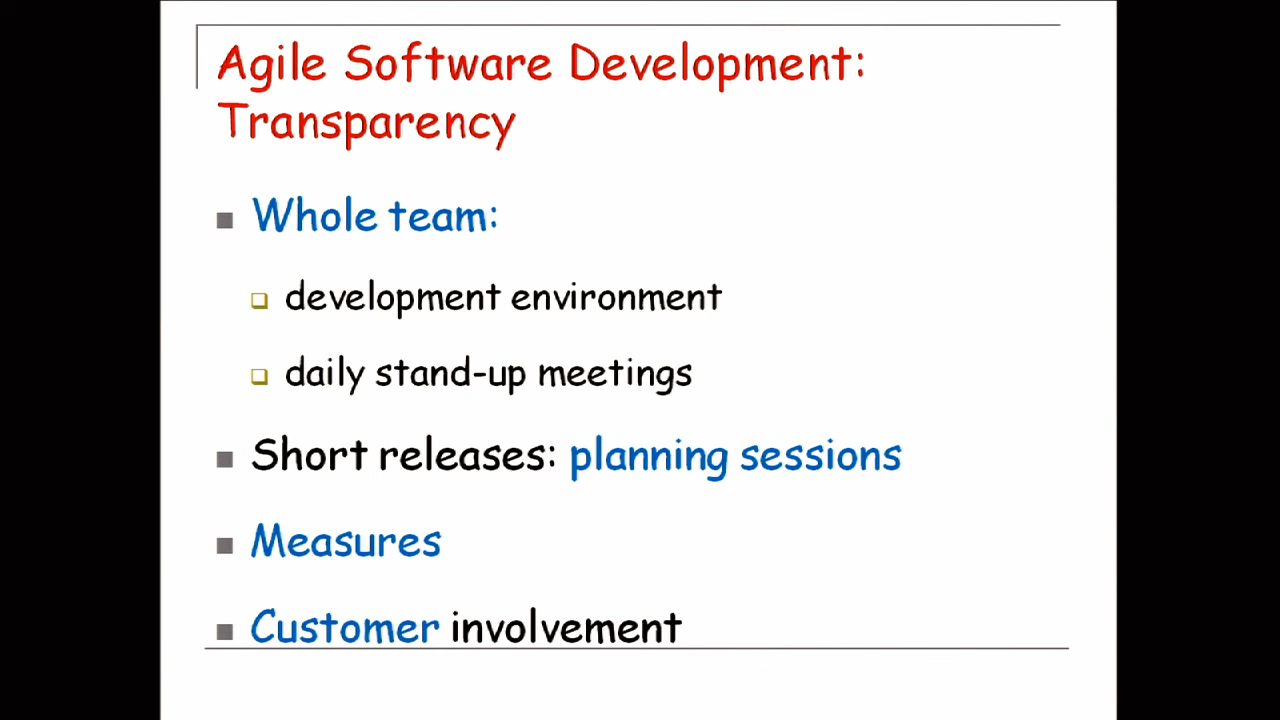 Agile Software Development:
Transparency
Whole team:
development environment
daily stand-up meetings
Short releases: planning sessions
Measures
Customer involvement